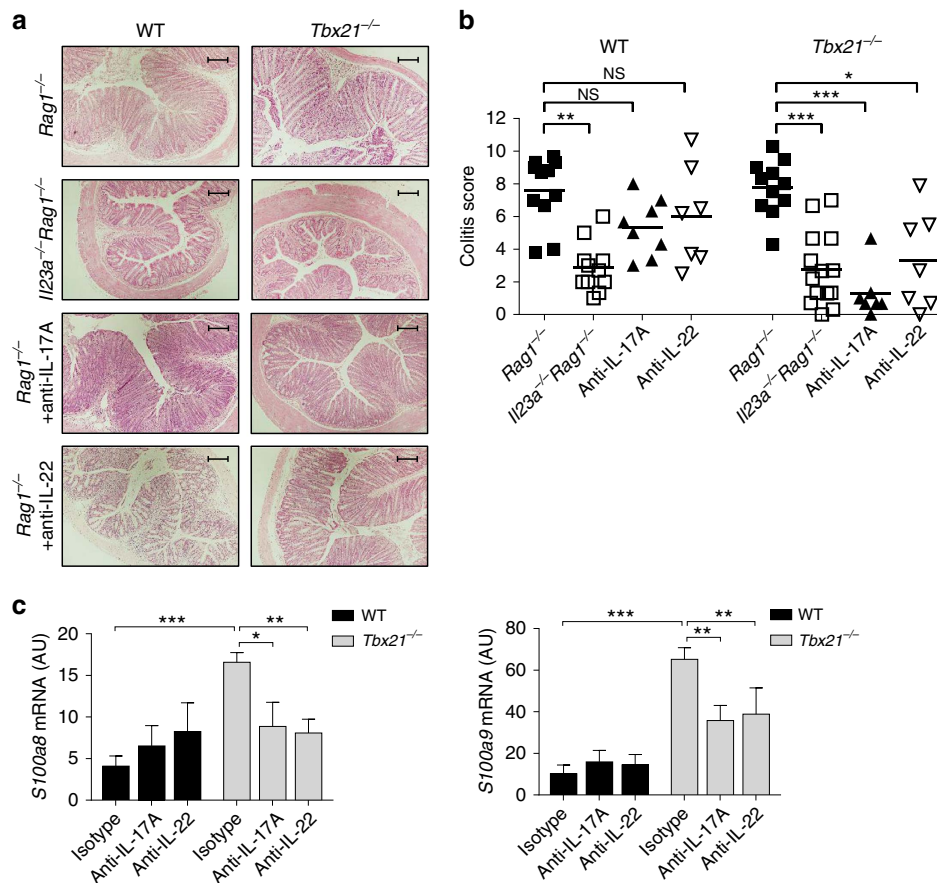 a
WT
Tbx21–/–
Rag1–/–
Il23a–/–Rag1–/–
Rag1–/–
+anti-IL-17A
Rag1–/–
+anti-IL-22
b
WT
Tbx21–/–
NS
NS
**
*
***
***
Colitis score
12
10
8
6
4
2
0
Rag1–/–
Il23a–/–Rag1–/–
Anti-IL-17A
Anti-IL-22
Rag1–/–
Il23a–/–Rag1–/–
Anti-IL-17A
Anti-IL-22
c
WT
Tbx21–/–
***
**
*
S100a8 mRNA (AU)
20
15
10
5
0
Isotype
Anti-IL-17A
Anti-IL-22
Isotype
Anti-IL-17A
Anti-IL-22
WT
Tbx21–/–
***
**
**
S100a9 mRNA (AU)
80
60
40
20
0
Isotype
Anti-IL-17A
Anti-IL-22
Isotype
Anti-IL-17A
Anti-IL-22